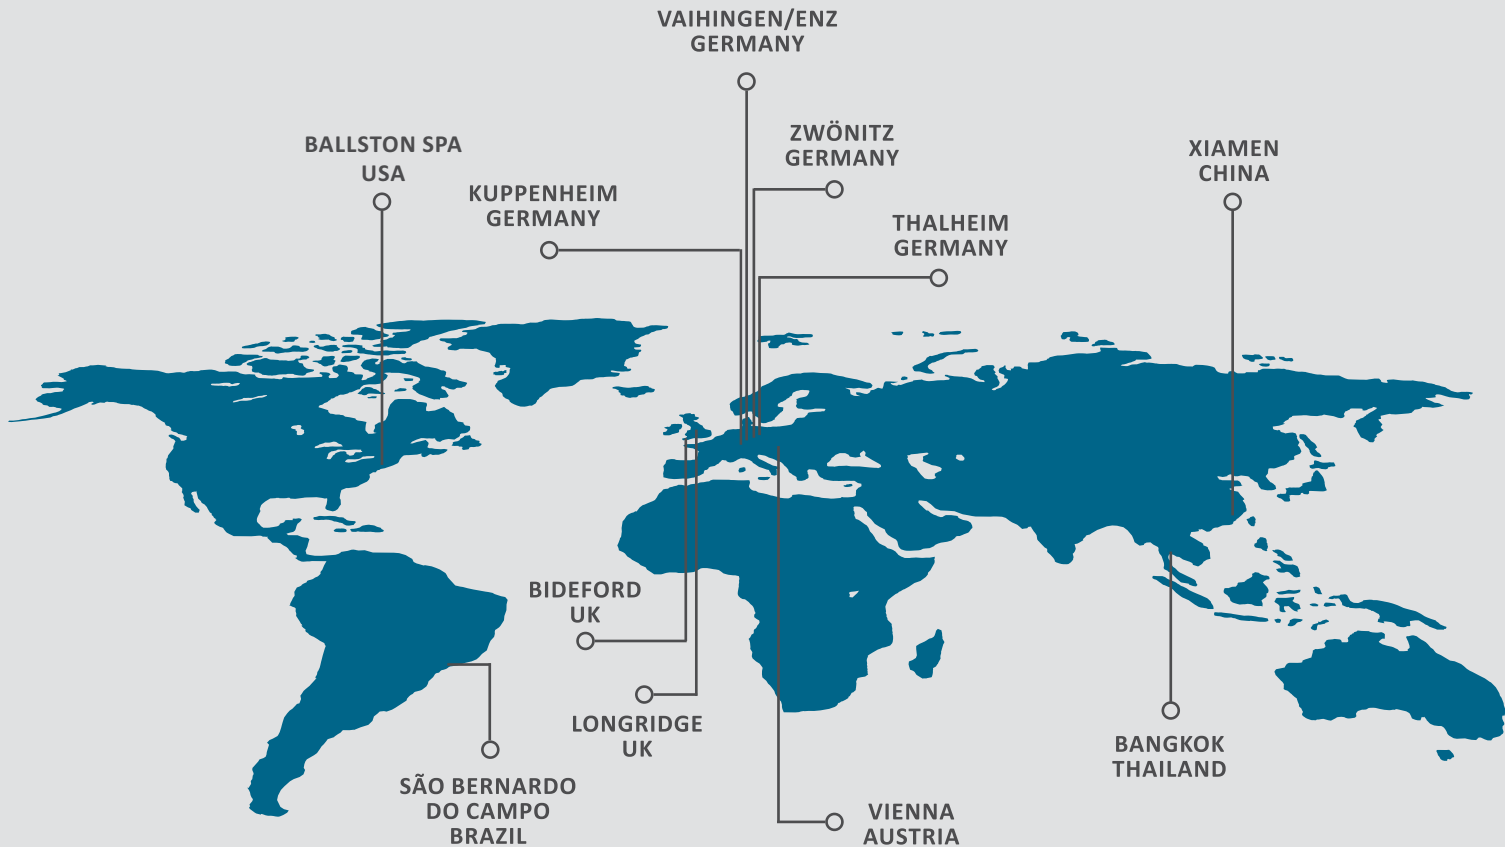 VAIHINGEN/ENZ
GERMANY
BALLSTON SPA
USA
ZWÖNITZ
GERMANY
XIAMEN
CHINA
KUPPENHEIM
GERMANY
THALHEIM
GERMANY
BIDEFORD
UK
LONGRIDGE
UK
BANGKOK
THAILAND
SÃO BERNARDO
DO CAMPO
BRAZIL
VIENNA
AUSTRIA